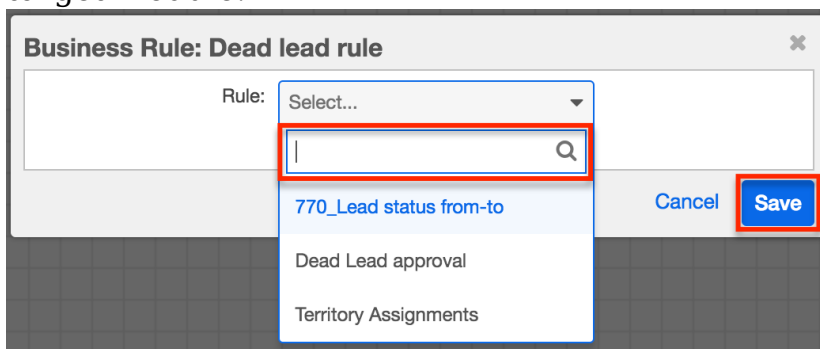 Business Rule: Dead lead rule
Rule: Select...
770_Lead status from-to
Cancel Save
Dead Lead approval
Territory Assignments